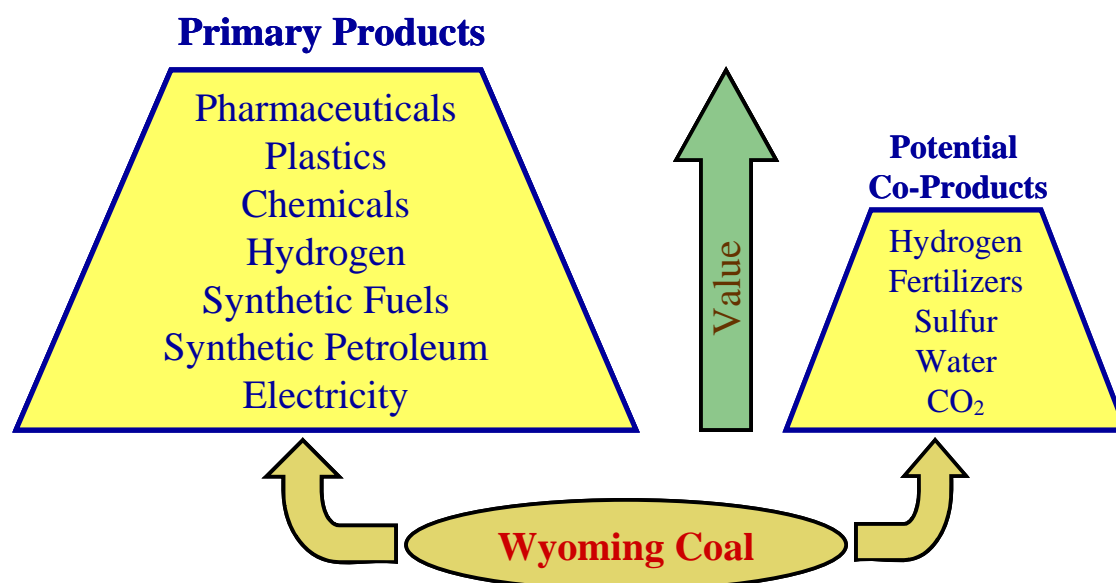 Primary Products
Pharmaceuticals
Plastics
Chemicals
Hydrogen
Synthetic Fuels
Synthetic Petroleum
Electricity
Value
Potential
Co-Products
Hydrogen
Fertilizers
Sulfur
Water
CO₂
Wyoming Coal